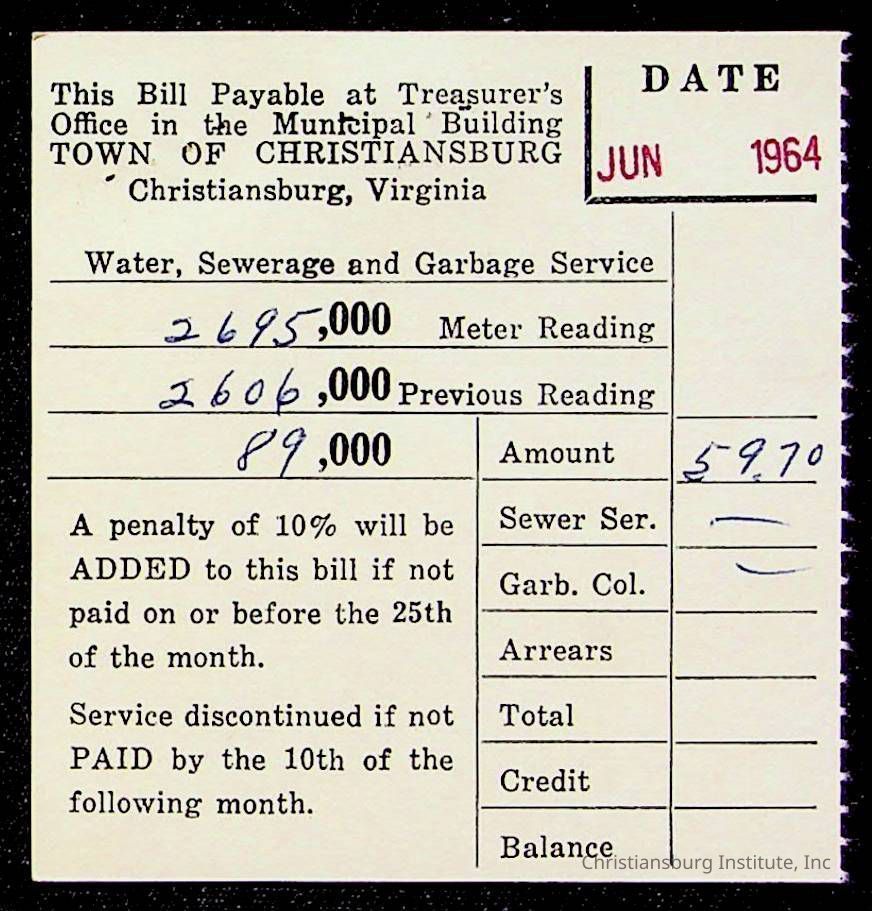 This Bill Payable at Treasurer's
Office in the Municipal Building
TOWN OF CHRISTIANSBURG
Christiansburg, Virginia
DATE
JUN 1964
Water, Sewerage and Garbage Service
2695,000 Meter Reading
2606,000 Previous Reading
89,000
Amount 59.70
Sewer Ser. —
Garb. Col. —
Arrears
Total
Credit
Balance
A penalty of 10% will be
ADDED to this bill if not
paid on or before the 25th
of the month.
Service discontinued if not
PAID by the 10th of the
following month.
Christiansburg Institute, Inc